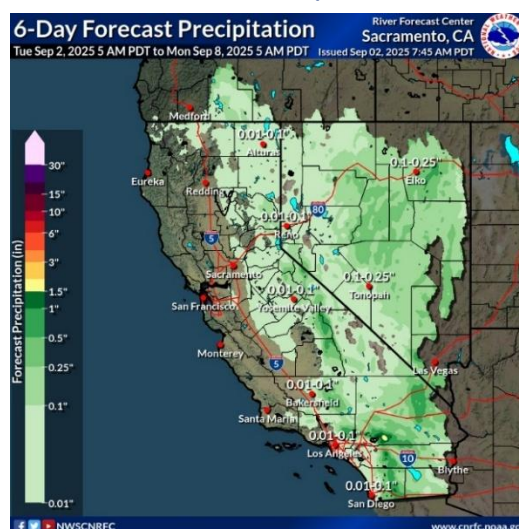 6-Day Forecast Precipitation
Tue Sep 2, 2025 5 AM PDT to Mon Sep 8, 2025 5 AM PDT
River Forecast Center
Sacramento, CA
Issued Sep 02, 2025 7:45 AM PDT
Forecast Precipitation (in)
30"
15"
10"
6"
3"
1.5"
1"
0.5"
0.25"
0.1"
0.01"
Medford
0.01-0.1"
Alturas
0.1-0.25"
Elko
Eureka
Redding
0.01-0.1"
Reno
80
5
Sacramento
0.1-0.25"
Tonopah
San Francisco
0.01-0.1"
Yosemite Valley
Monterey
5
Las Vegas
0.01-0.1"
Bakersfield
Santa Maria
0.01-0.1"
Los Angeles
10
Blythe
0.01-0.1"
San Diego
NWSCNRFC
www.cnrfc.noaa.go